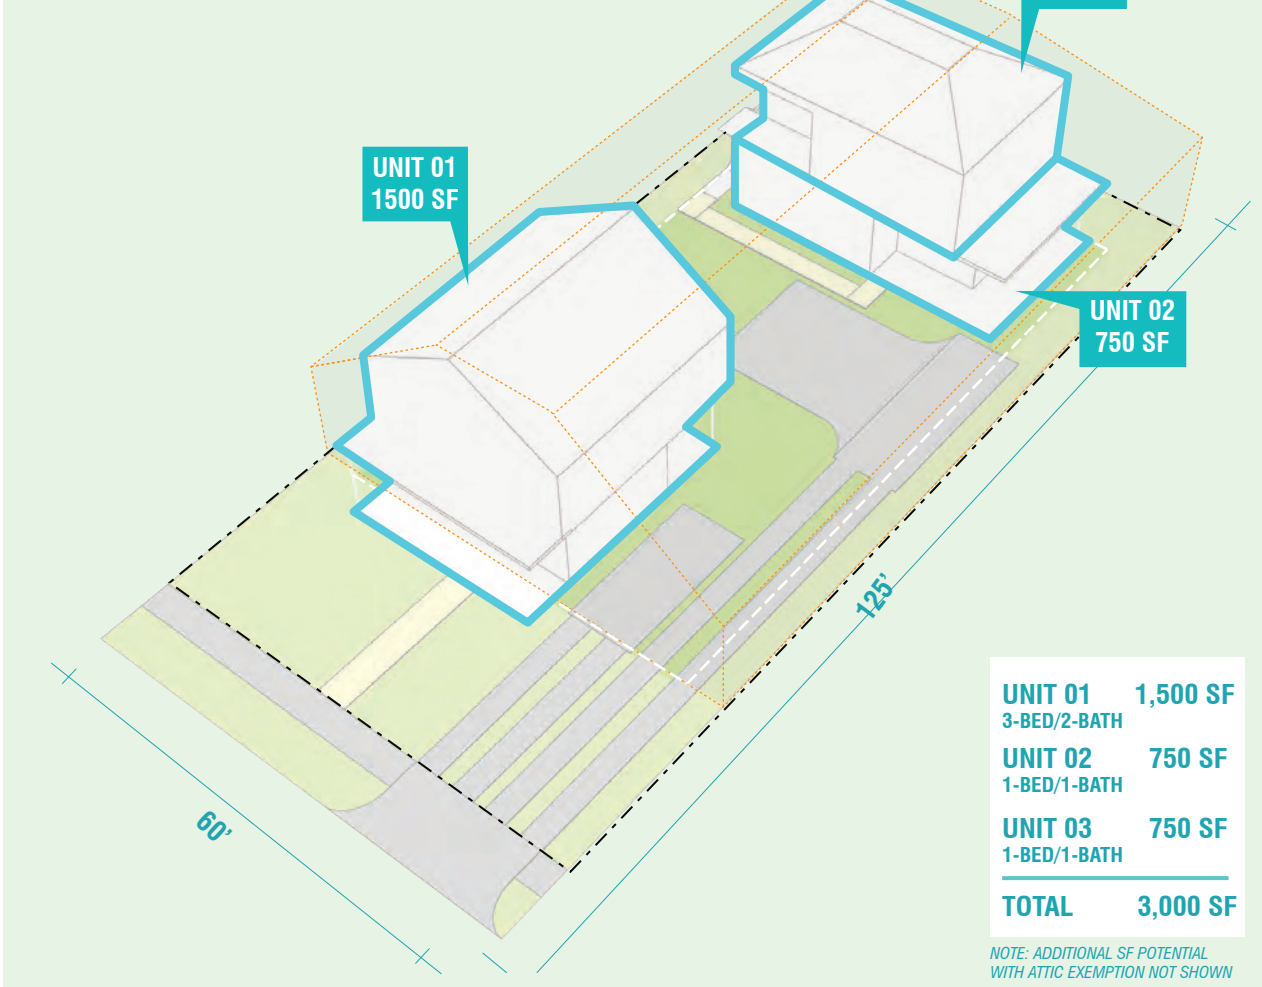 UNIT 01
1500 SF
UNIT 02
750 SF
125’
60’
UNIT 01 1,500 SF
3-BED/2-BATH
UNIT 02 750 SF
1-BED/1-BATH
UNIT 03 750 SF
1-BED/1-BATH
TOTAL 3,000 SF
NOTE: ADDITIONAL SF POTENTIAL
WITH ATTIC EXEMPTION NOT SHOWN